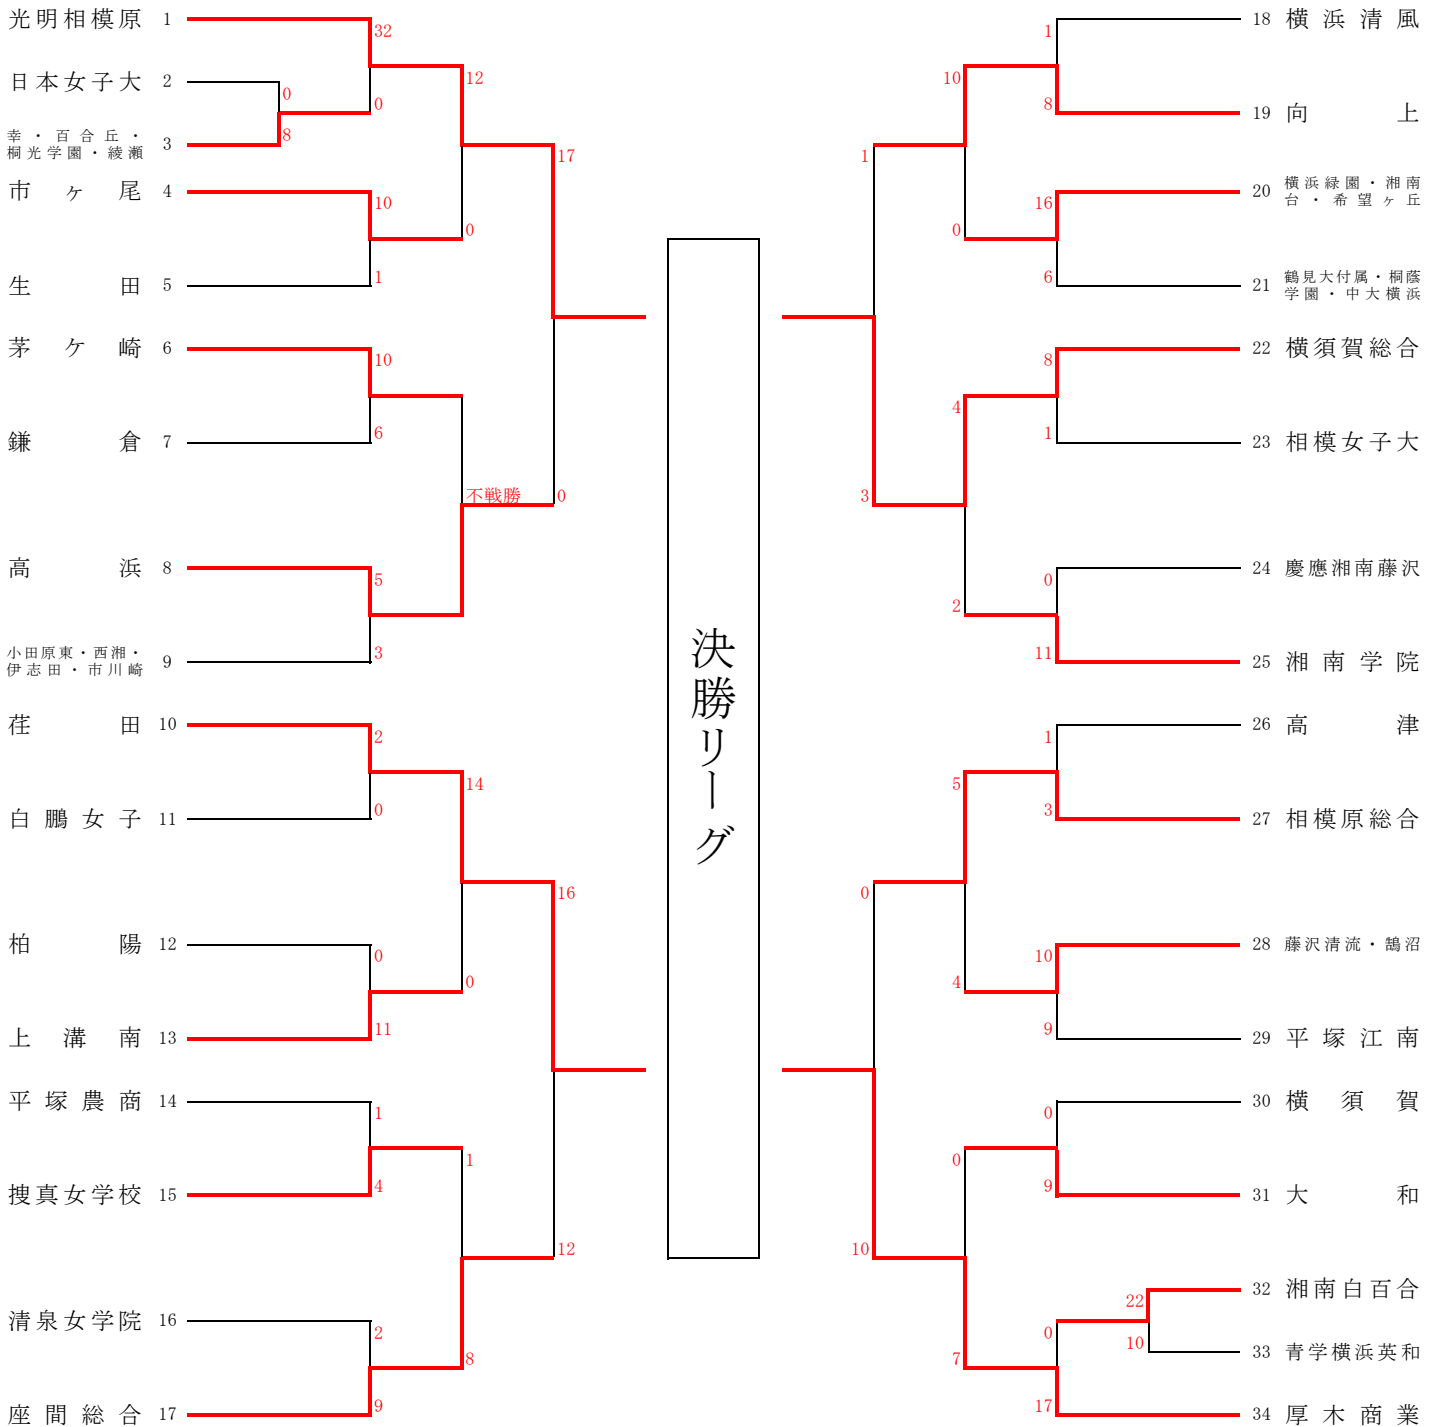 光明相模原 1
32
日本女子大 2
0
12
0
8
幸・百合丘・
桐光学園・綾瀬 3
17
市ヶ尾 4
10
0
1
生田 5
茅ケ崎 6
10
6
鎌倉 7
不戦勝 0
高浜 8
5
3
小田原東・西湘・
伊志田・市川崎 9
荏田 10
2
14
0
白鵬女子 11
16
柏陽 12
0
0
11
上溝南 13
平塚農商 14
1
1
4
捜真女学校 15
12
清泉女学院 16
2
8
9
座間総合 17
決勝リーグ
18 横浜清風
1
10
8
19 向上
1
20 横浜緑園・湘南
台・希望ヶ丘
16
0
6
21 鶴見大付属・桐蔭
学園・中大横浜
22 横須賀総合
8
4
1
23 相模女子大
3
24 慶應湘南藤沢
0
2
11
25 湘南学院
26 高津
1
5
3
27 相模原総合
0
28 藤沢清流・鵠沼
10
4
9
29 平塚江南
30 横須賀
0
0
9
31 大和
10
32 湘南白百合
22
0
10
33 青学横浜英和
7
17
34 厚木商業